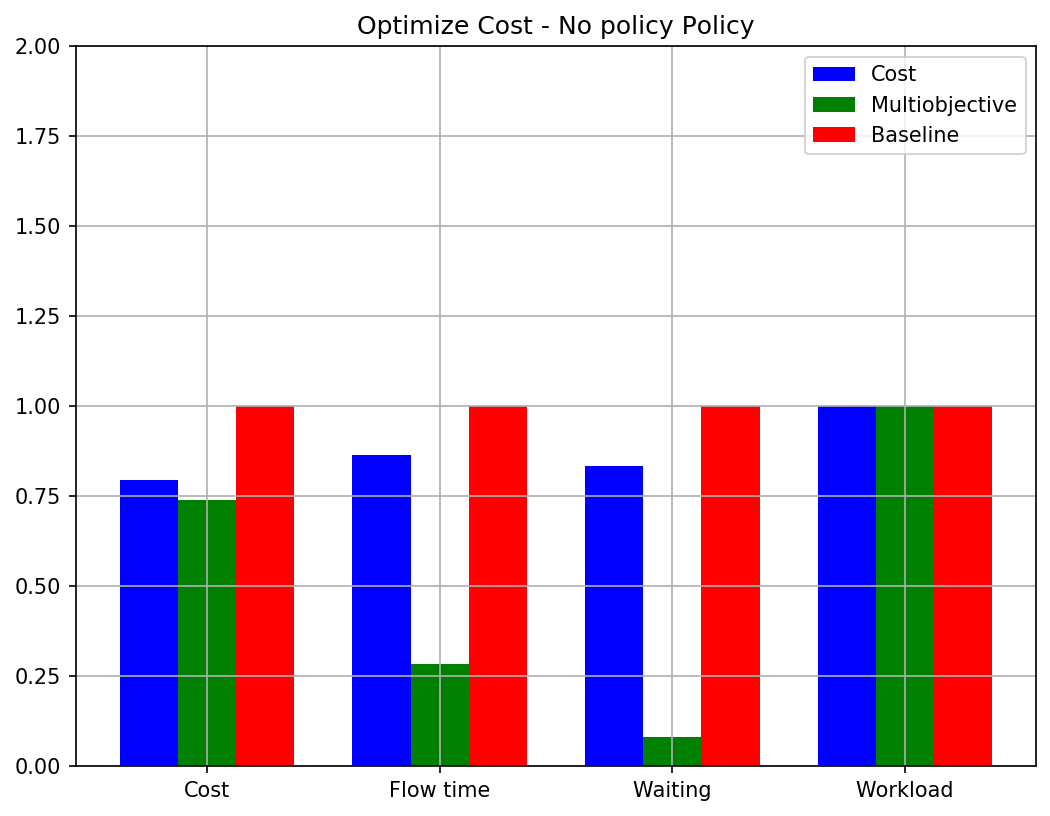 Optimize Cost - No policy Policy
2.00
1.75
1.50
1.25
1.00
0.75
0.50
0.25
0.00
Cost
Multiobjective
Baseline
Cost
Flow time
Waiting
Workload